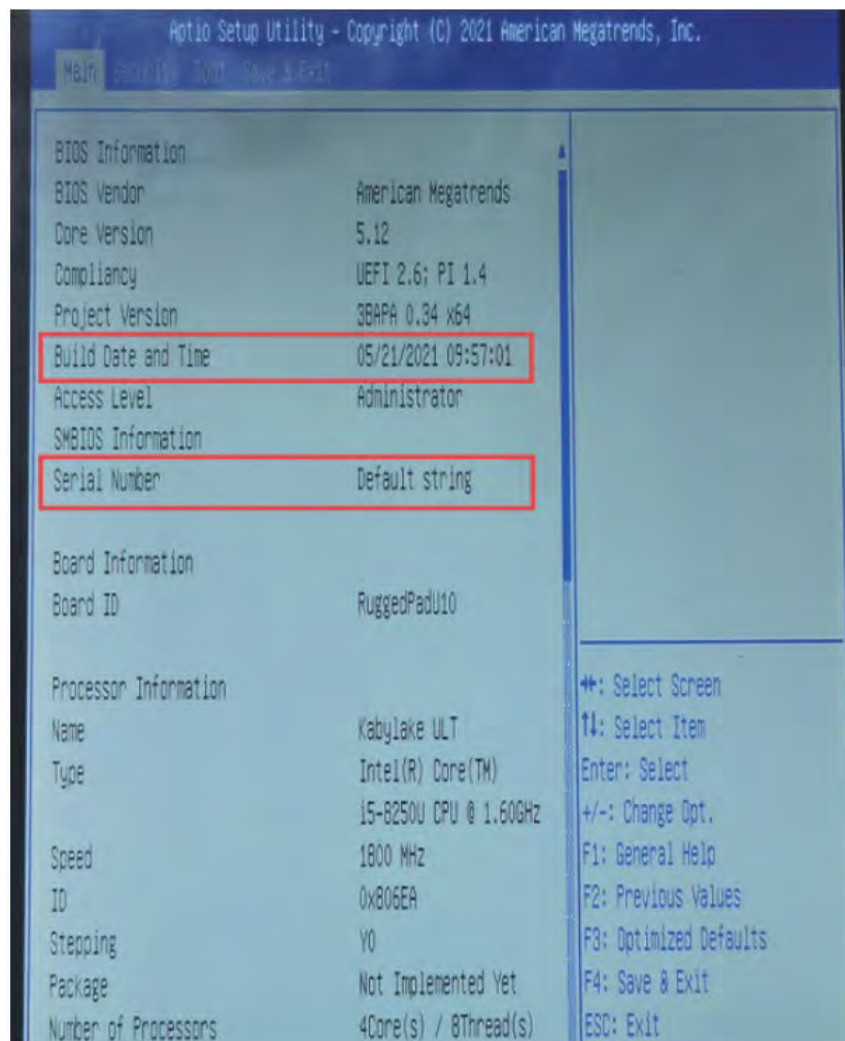 Aptio Setup Utility - Copyright (C) 2021 American Megatrends, Inc.
Main Security Boot Save & Exit
BIOS Information
BIOS Vendor American Megatrends
Core Version 5.12
Compliancy UEFI 2.6; PI 1.4
Project Version 3BAPA 0.34 x64
Build Date and Time 05/21/2021 09:57:01
Access Level Administrator
SMBIOS Information
Serial Number Default string
Board Information
Board ID RuggedPadU10
Processor Information
Name Kabylake ULT
Type Intel(R) Core(TM)
i5-8250U CPU @ 1.60GHz
Speed 1800 MHz
ID 0x806EA
Stepping Y0
Package Not Implemented Yet
Number of Processors 4Core(s) / 8Thread(s)
→←: Select Screen
↑↓: Select Item
Enter: Select
+/-: Change Opt.
F1: General Help
F2: Previous Values
F3: Optimized Defaults
F4: Save & Exit
ESC: Exit